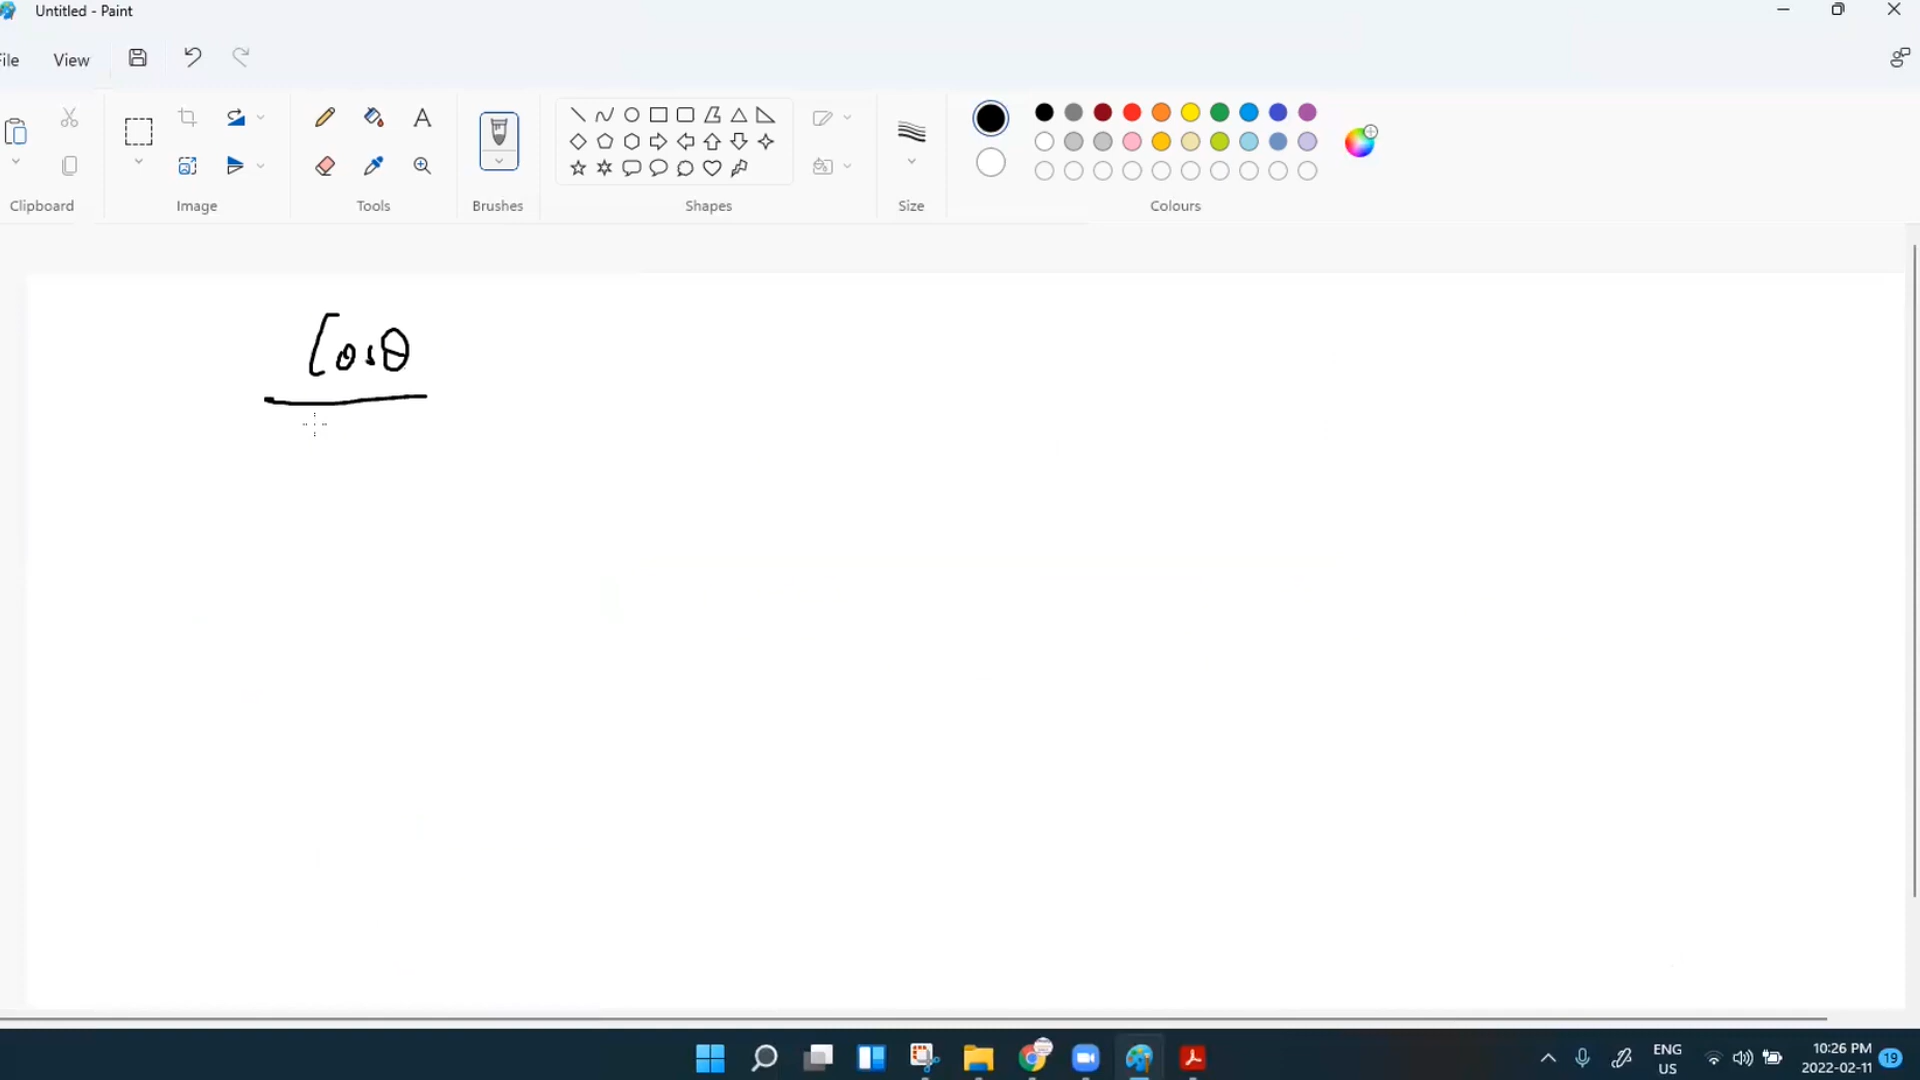 Untitled - Paint
File View
Clipboard Image Tools Brushes Shapes Size Colours
Cosθ
ENG
US
10:26 PM
2022-02-11
19